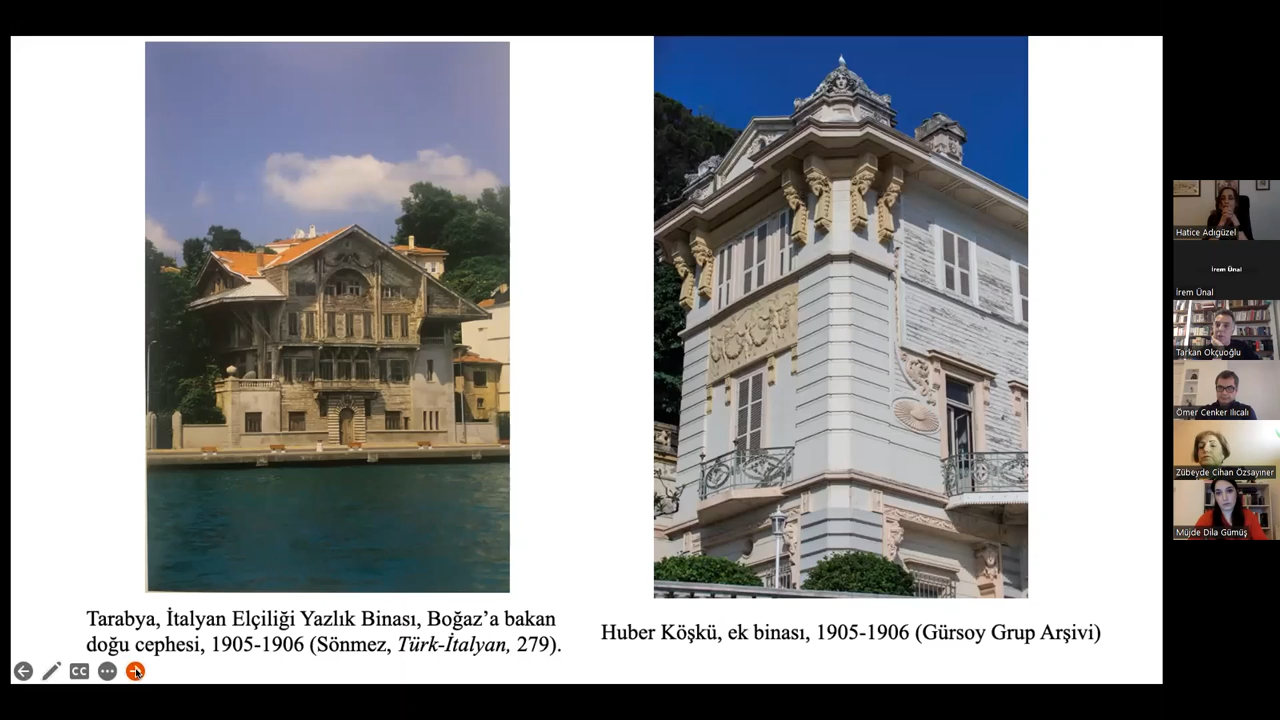 Tarabya, İtalyan Elçiliği Yazlık Binası, Boğaz’a bakan
doğu cephesi, 1905-1906 (Sönmez, Türk-İtalyan, 279).
Huber Köşkü, ek binası, 1905-1906 (Gürsoy Grup Arşivi)
CC
Hatice Adıgüzel
İrem Ünal
İrem Ünal
Tarkan Okçuoğlu
Ömer Cenker Ilıcalı
Zübeyde Cihan Özsayıner
Müjde Dila Gümüş